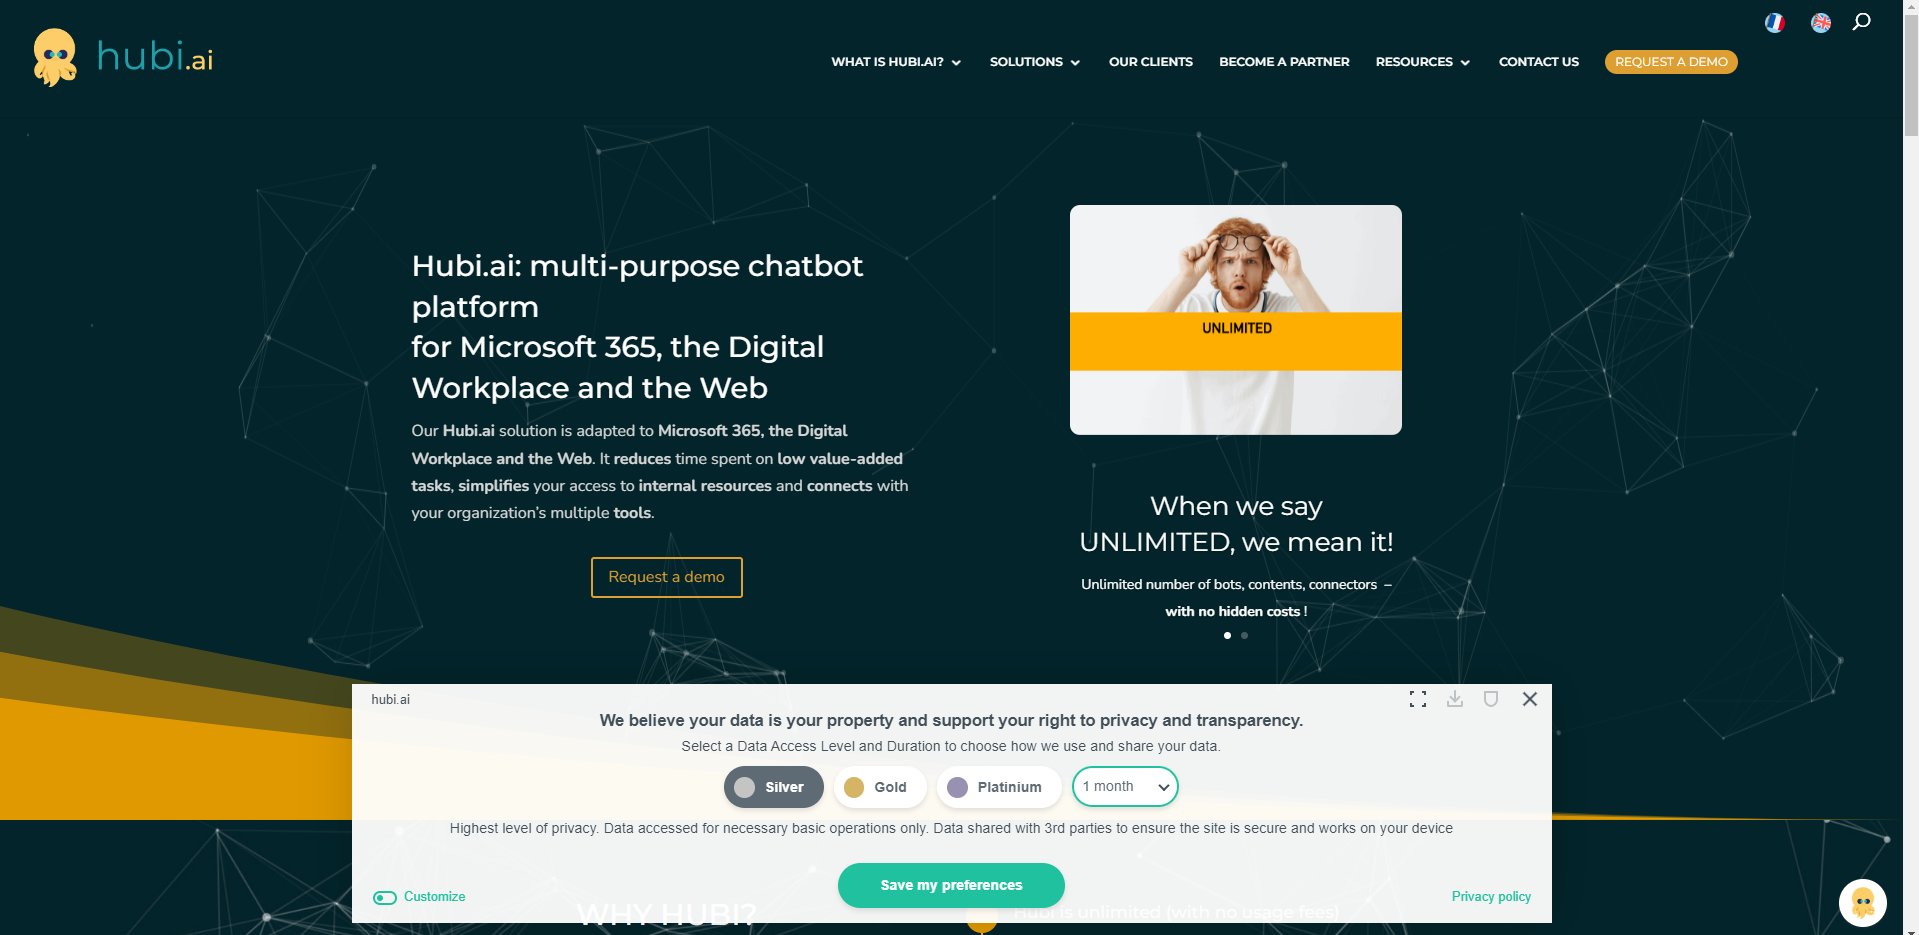 hubi.ai
WHAT IS HUBI.AI?
SOLUTIONS
OUR CLIENTS
BECOME A PARTNER
RESOURCES
CONTACT US
REQUEST A DEMO
Hubi.ai: multi-purpose chatbot
platform
for Microsoft 365, the Digital
Workplace and the Web
Our Hubi.ai solution is adapted to Microsoft 365, the Digital
Workplace and the Web. It reduces time spent on low value-added
tasks, simplifies your access to internal resources and connects with
your organization's multiple tools.
Request a demo
UNLIMITED
When we say
UNLIMITED, we mean it!
Unlimited number of bots, contents, connectors –
with no hidden costs !
hubi.ai
We believe your data is your property and support your right to privacy and transparency.
Select a Data Access Level and Duration to choose how we use and share your data.
Silver
Gold
Platinium
1 month
Highest level of privacy. Data accessed for necessary basic operations only. Data shared with 3rd parties to ensure the site is secure and works on your device
Save my preferences
Customize
Privacy policy
WHY HUBI?
Hubi is unlimited (with no usage fees)